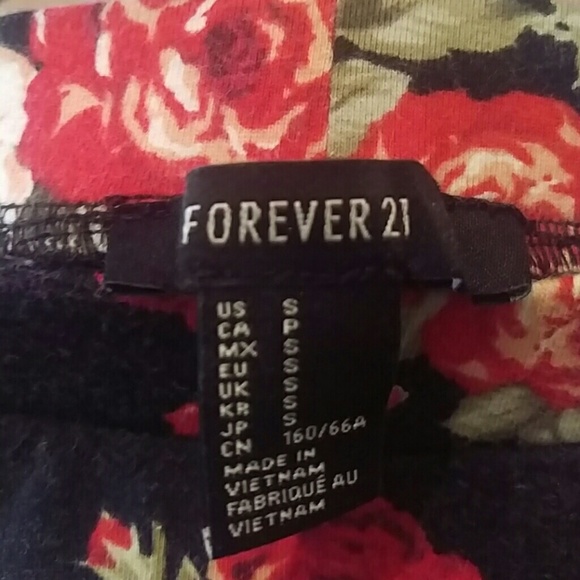 FOREVER 21
US S
CA P
MX S
EU S
UK S
KR S
JP S
CN 160/66A
MADE IN
VIETNAM
FABRIQUÉ AU
VIETNAM